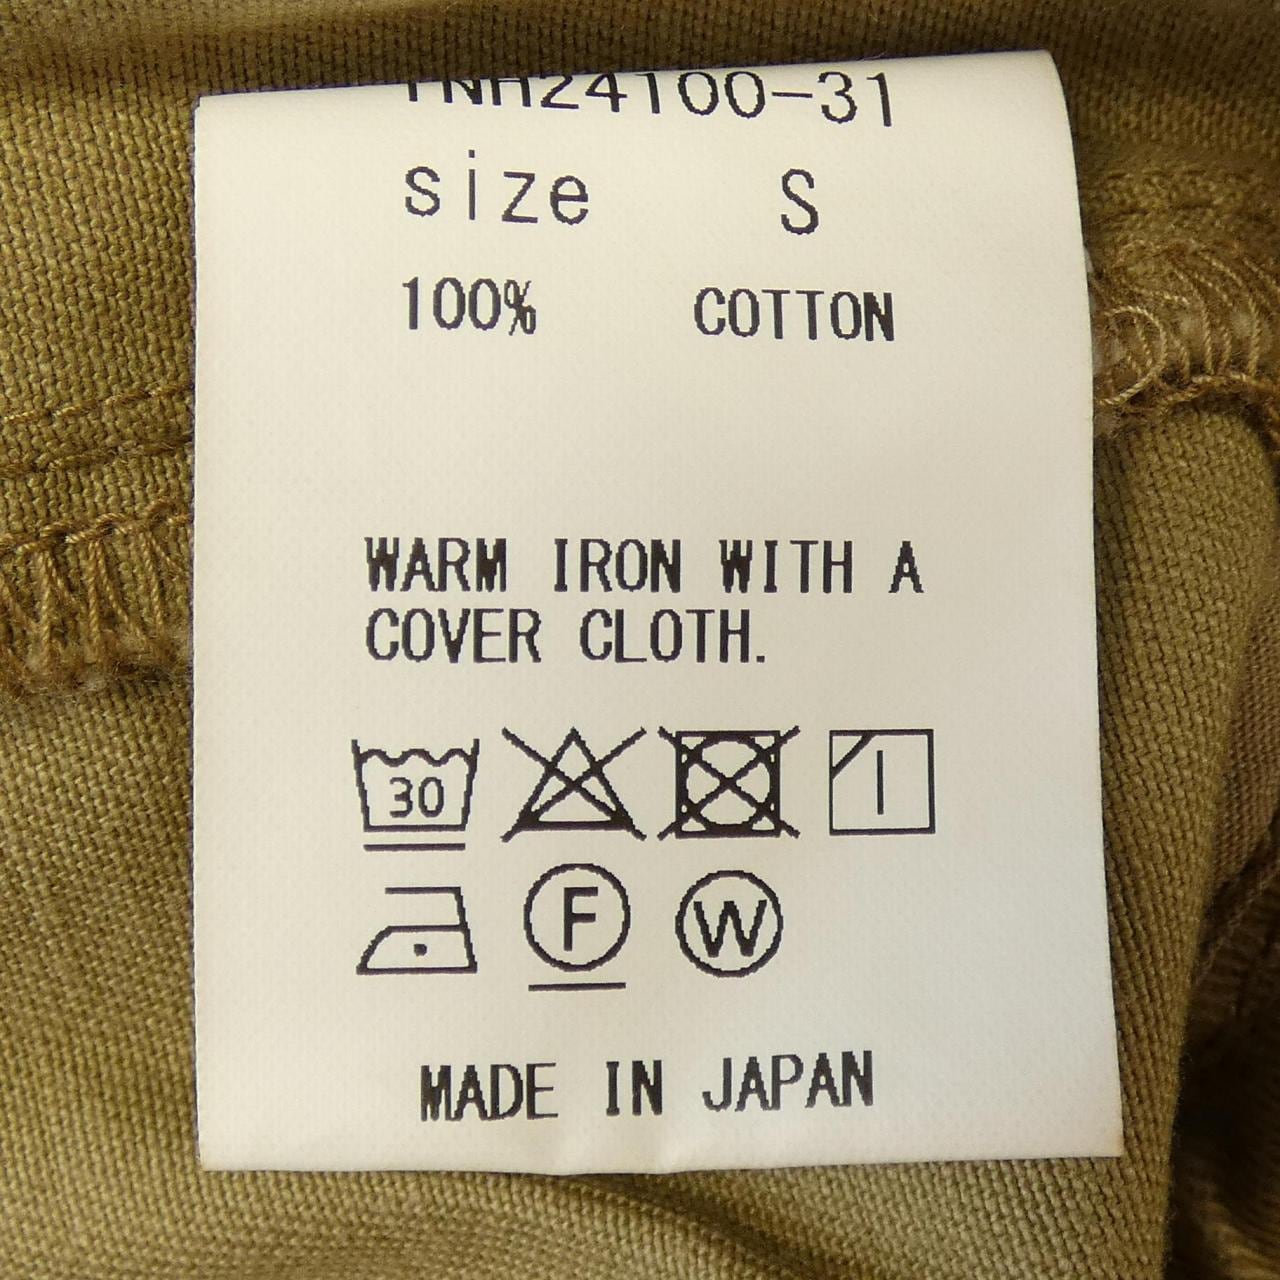 size S
100% COTTON
WARM IRON WITH A
COVER CLOTH.
30
F W
MADE IN JAPAN